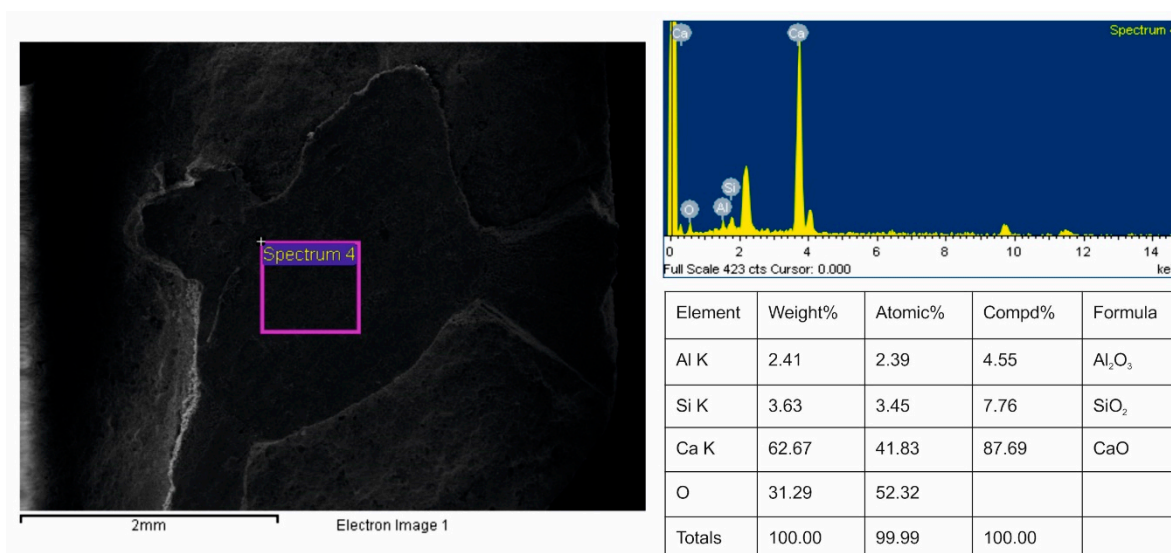 Spectrum 4
2mm
Electron Image 1
Spectrum 4
Ca
Ca
Si
O
Al
0 2 4 6 8 10 12 14
Full Scale 423 cts Cursor: 0.000 ke
Element Weight% Atomic% Compd% Formula
Al K 2.41 2.39 4.55 Al₂O₃
Si K 3.63 3.45 7.76 SiO₂
Ca K 62.67 41.83 87.69 CaO
O 31.29 52.32
Totals 100.00 99.99 100.00